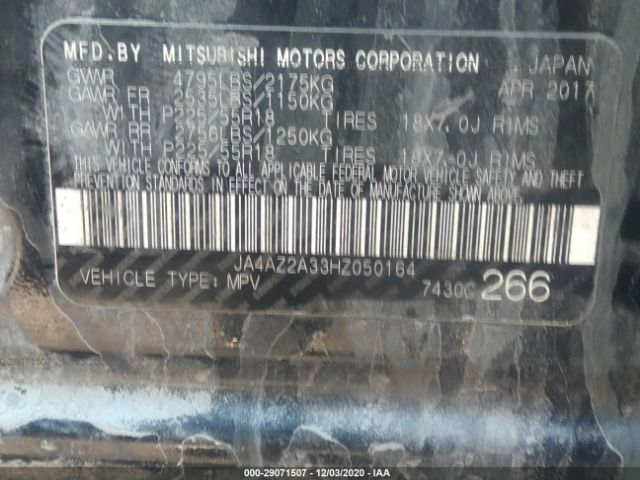 MFD.BY MITSUBISHI MOTORS CORPORATION JAPAN
GVWR 4795LBS/2175KG APR 2017
GAWR FR 2535LBS/1150KG
WITH P225/55R18 TIRES 18X7.0J RIMS
GAWR RR 2756LBS/1250KG
WITH P225/55R18 TIRES 18X7.0J RIMS
THIS VEHICLE CONFORMS TO ALL APPLICABLE FEDERAL MOTOR VEHICLE SAFETY AND THEFT
PREVENTION STANDARDS IN EFFECT ON THE DATE OF MANUFACTURE SHOWN ABOVE.
JA4AZ2A33HZ050164
VEHICLE TYPE: MPV 7430G 266
000-29071507 - 12/03/2020 - IAA